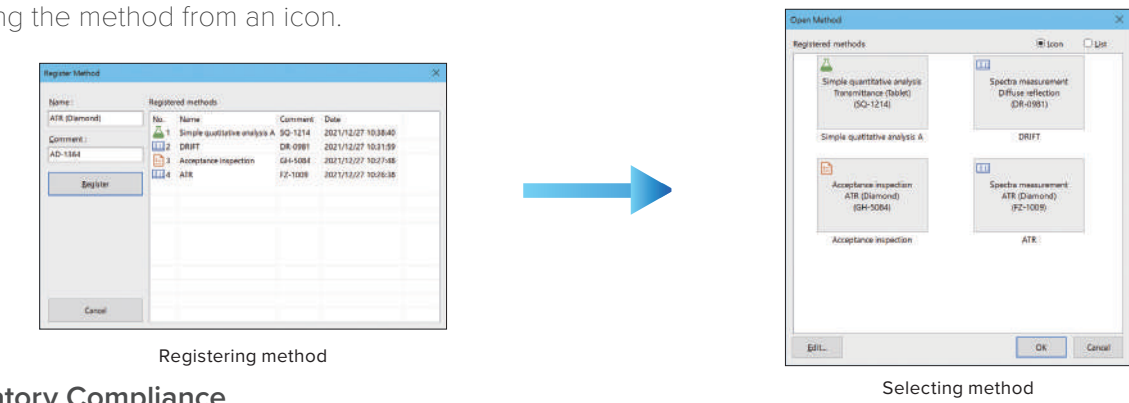 ng the method from an icon.
Register Method
Name :
ATR (Diamond)
Comment :
AD-1364
Register
Cancel
Registered methods
No. Name Comment Date
1 Simple quatitative analysis A SQ-1214 2021/12/27 10:38:40
2 DRIFT DR-0981 2021/12/27 10:31:59
3 Acceptance inspection GH-5084 2021/12/27 10:27:48
4 ATR FZ-1009 2021/12/27 10:26:38
Registering method
Open Method
Registered methods
Icon List
Simple quantitative analysis
Transmittance (Tablet)
(SQ-1214)
Simple quatitative analysis A
Spectra measurement
Diffuse reflection
(DR-0981)
DRIFT
Acceptance inspection
ATR (Diamond)
(GH-5084)
Acceptance inspection
Spectra measurement
ATR (Diamond)
(FZ-1009)
ATR
Edit...
OK
Cancel
Selecting method
atory Compliance